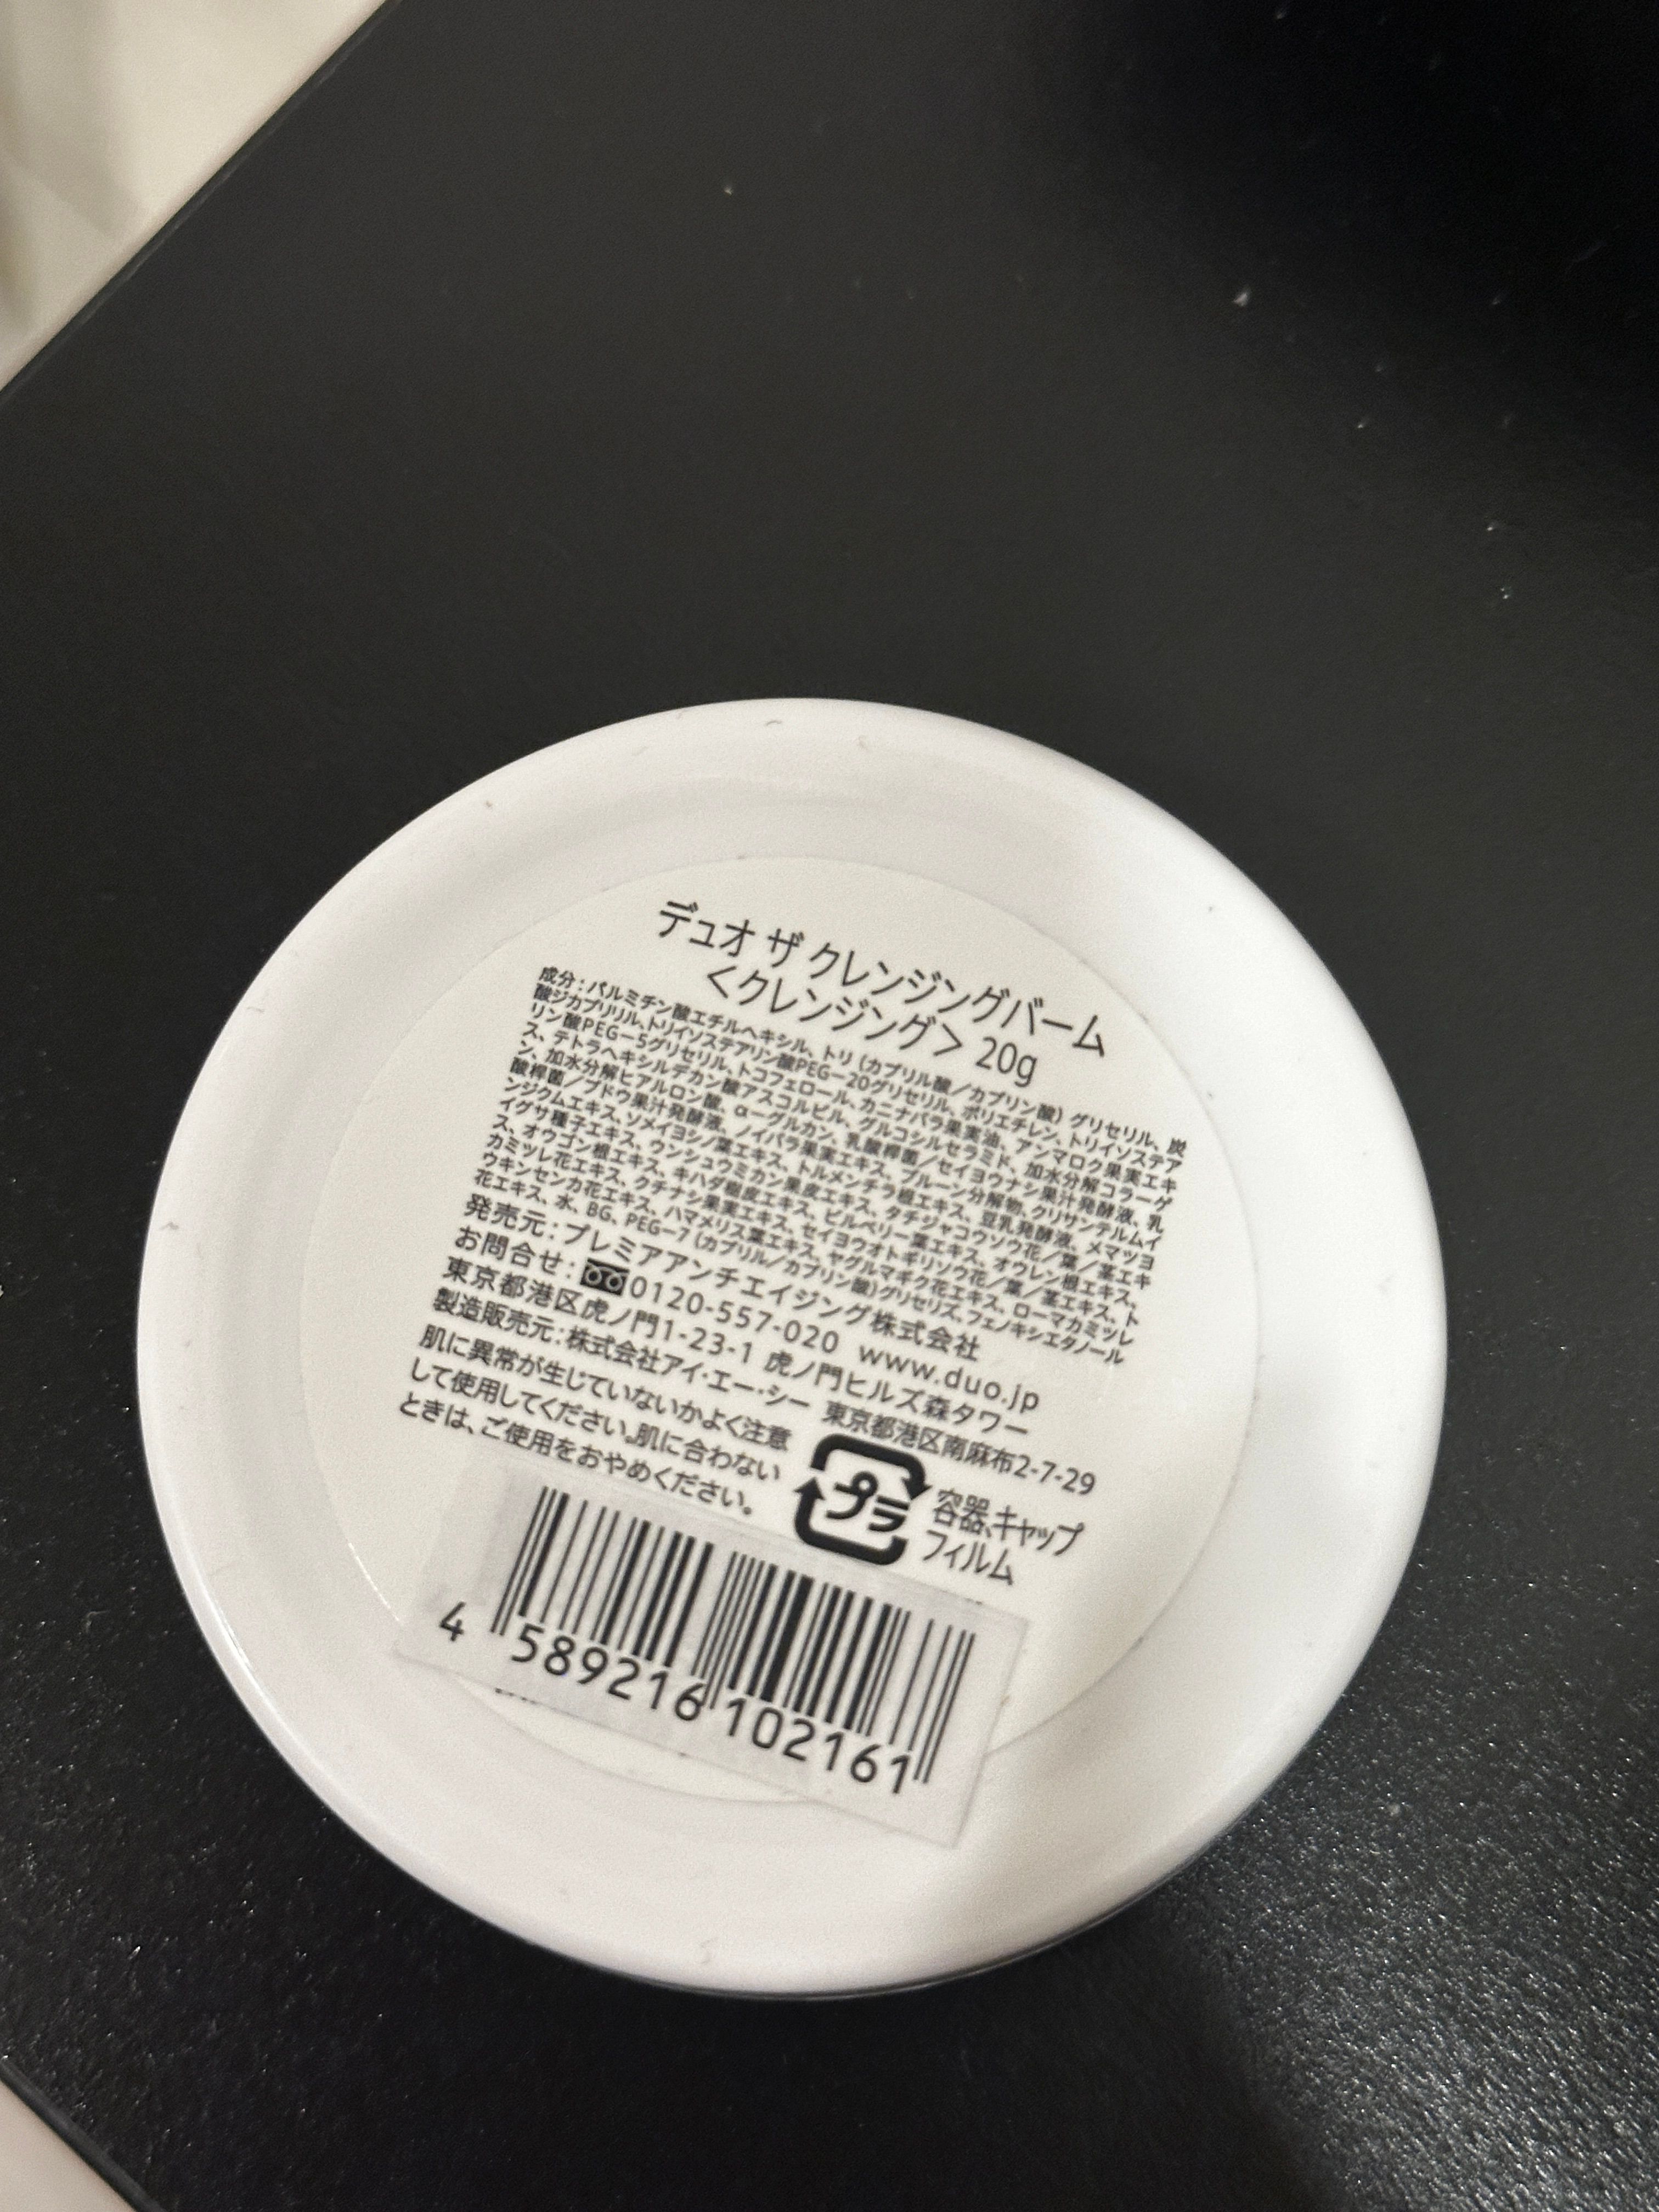 デュオ ザ クレンジングバーム
＜クレンジング＞ 20g
成分：パルミチン酸エチルヘキシル、トリ（カプリル酸／カプリン酸）グリセリル、炭
酸ジカプリリル、トリイソステアリン酸PEG－20グリセリル、ポリエチレン、トリイソステア
リン酸PEG－5グリセリル、トコフェロール、カニナバラ果実油、アンマロク果実エキ
ス、テトラヘキシルデカン酸アスコルビル、グルコシルセラミド、加水分解コラーゲ
ン、加水分解ヒアルロン酸、α－グルカン、乳酸桿菌／セイヨウナシ果汁発酵液、乳
酸桿菌／ブドウ果汁発酵液、ノイバラ果実エキス、プルーン分解物、クリサンテルムイ
ンジクムエキス、ソメイヨシノ葉エキス、トルメンチラ根エキス、豆乳発酵液、メマツヨ
イグサ種子エキス、ウンシュウミカン果皮エキス、ビルベリー葉エキス、タチジャコウソウ花／葉／茎エキ
ス、オウゴン根エキス、キハダ樹皮エキス、オウレン根エキス、
カミツレ花エキス、クチナシ果実エキス、セイヨウオトギリソウ花／葉／茎エキス、ト
ウキンセンカ花エキス、ハマメリス葉エキス、ヤグルマギク花エキス、ローマカミツレ
花エキス、水、BG、PEG－7（カプリル／カプリン酸）グリセリズ、フェノキシエタノール
発売元：プレミアアンチエイジング株式会社
お問合せ：0120-557-020 www.duo.jp
東京都港区虎ノ門1-23-1 虎ノ門ヒルズ森タワー
製造販売元：株式会社アイ・エー・シー 東京都港区南麻布2-7-29
肌に異常が生じていないかよく注意
して使用してください。肌に合わない
ときは、ご使用をおやめください。
プラ
容器、キャップ
フィルム
4 589216 102161